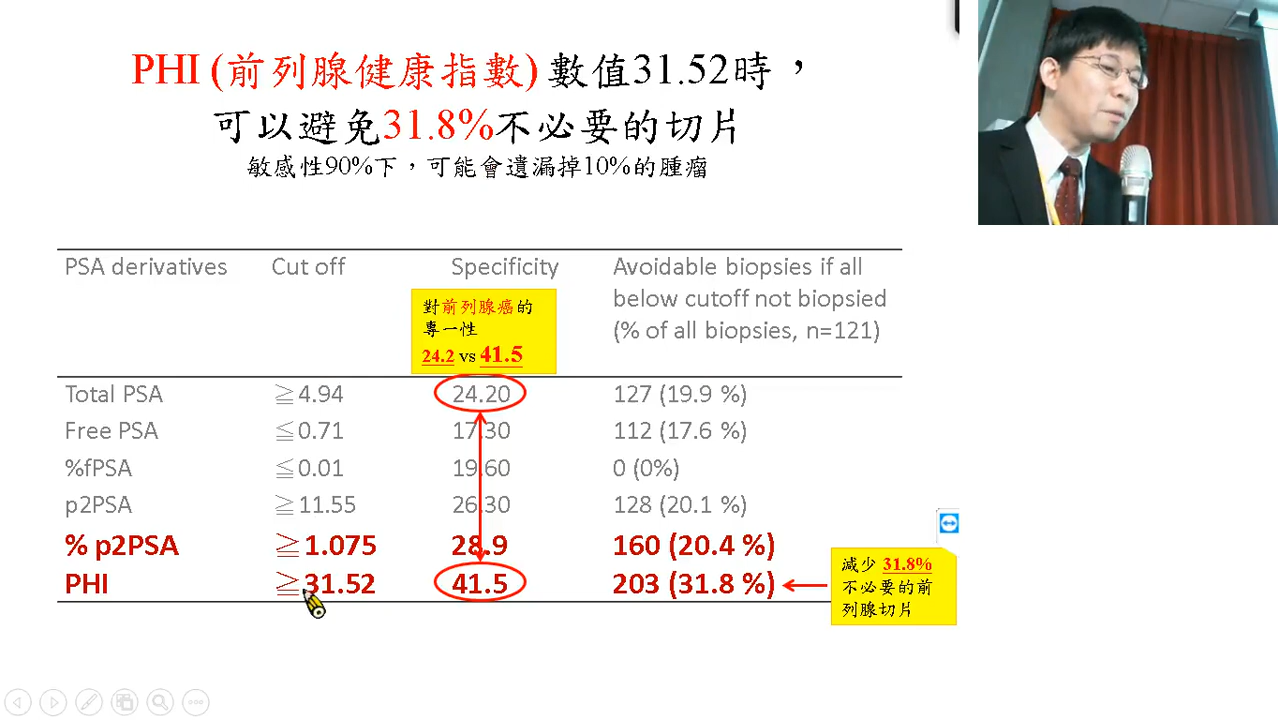 PHI (前列腺健康指數) 數值31.52時，
可以避免31.8%不必要的切片
敏感性90%下，可能會遺漏掉10%的腫瘤
PSA derivatives Cut off Specificity Avoidable biopsies if all
below cutoff not biopsied
(% of all biopsies, n=121)
對前列腺癌的
專一性
24.2 vs 41.5
Total PSA ≧4.94 24.20 127 (19.9 %)
Free PSA ≦0.71 17.30 112 (17.6 %)
%fPSA ≦0.01 19.60 0 (0%)
p2PSA ≧11.55 26.30 128 (20.1 %)
% p2PSA ≧1.075 28.9 160 (20.4 %)
PHI ≧31.52 41.5 203 (31.8 %)
減少 31.8%
不必要的前
列腺切片